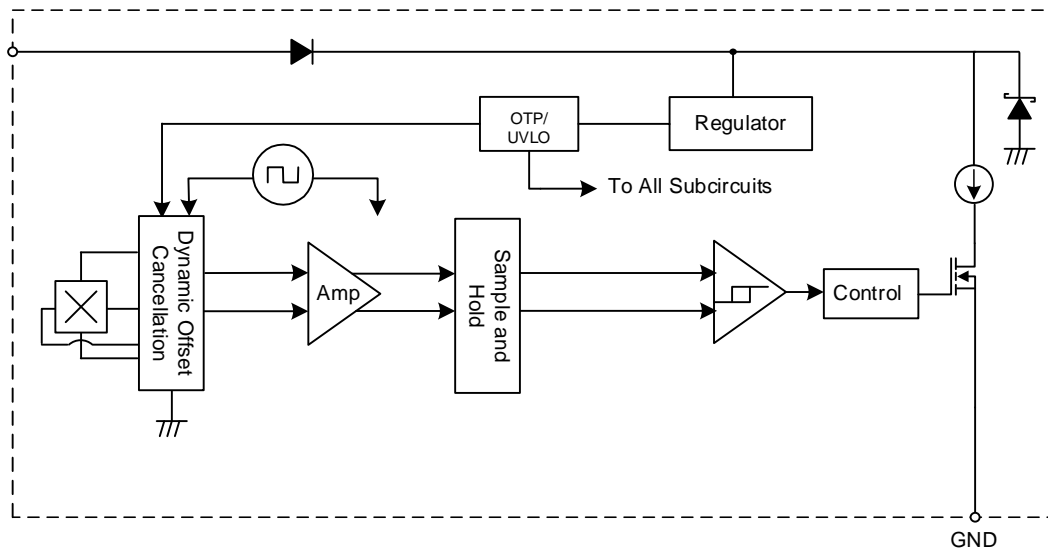 OTP/
UVLO
Regulator
To All Subcircuits
Dynamic Offset
Cancellation
Amp
Sample and
Hold
Control
GND